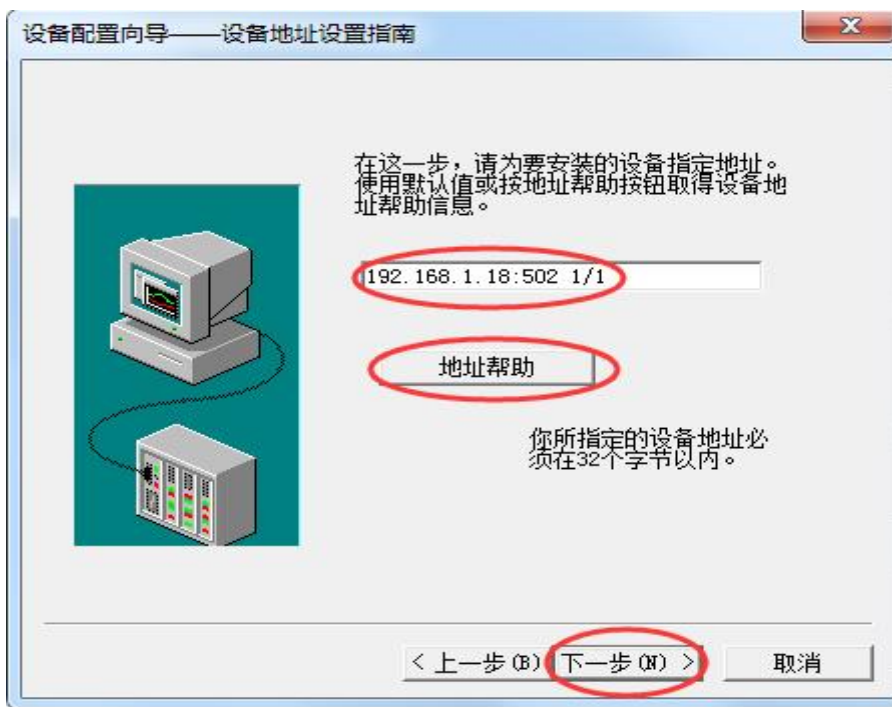 设备配置向导——设备地址设置指南
在这一步，请为要安装的设备指定地址。
使用默认值或按地址帮助按钮取得设备地
址帮助信息。
192.168.1.18:502 1/1
地址帮助
你所指定的设备地址必
须在32个字节以内。
< 上一步(B) 下一步(N) > 取消